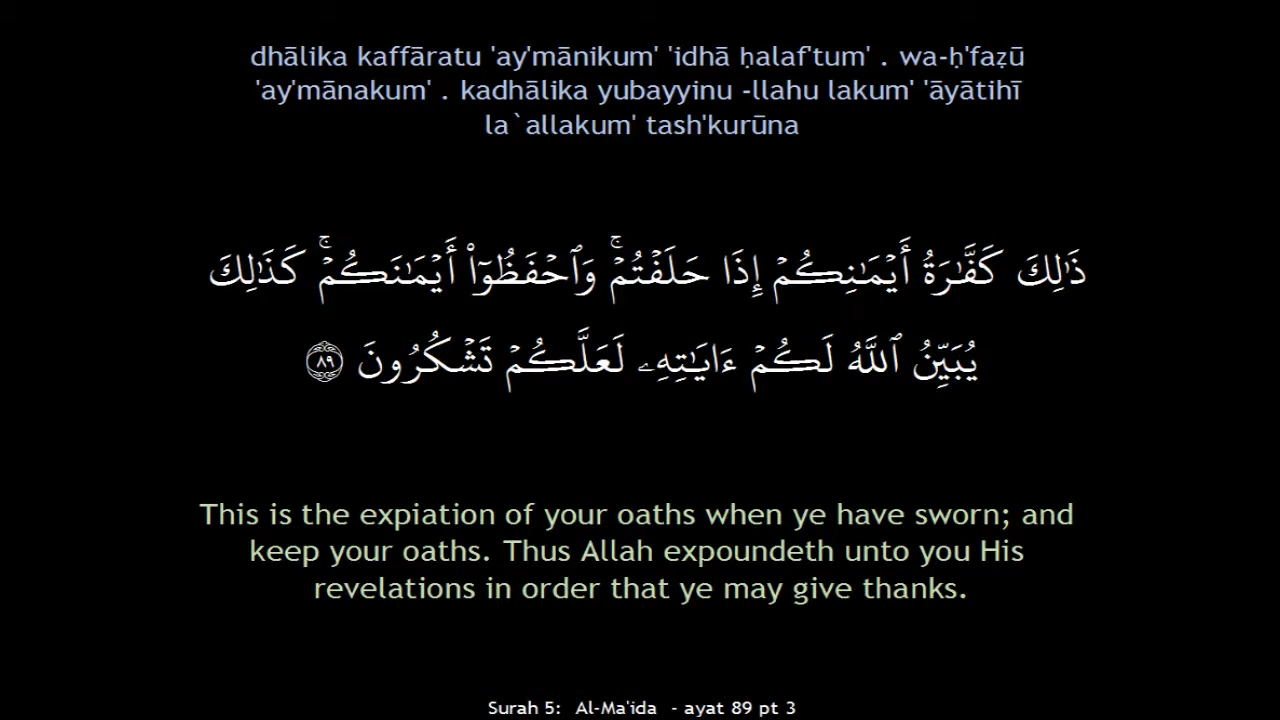 dhālika kaffāratu 'ay'mānikum' 'idhā ḥalaf'tum' . wa-ḥ'faẓū
'ay'mānakum' . kadhālika yubayyinu -llahu lakum' 'āyātihī
la`allakum' tash'kurūna
ذَٰلِكَ كَفَّـٰرَةُ أَيْمَـٰنِكُمْ إِذَا حَلَفْتُمْ ۚ وَٱحْفَظُوٓا۟ أَيْمَـٰنَكُمْ ۚ كَذَٰلِكَ
يُبَيِّنُ ٱللَّهُ لَكُمْ ءَايَـٰتِهِۦ لَعَلَّكُمْ تَشْكُرُونَ ٨٩
This is the expiation of your oaths when ye have sworn; and
keep your oaths. Thus Allah expoundeth unto you His
revelations in order that ye may give thanks.
Surah 5:  Al-Ma'ida  - ayat 89 pt 3